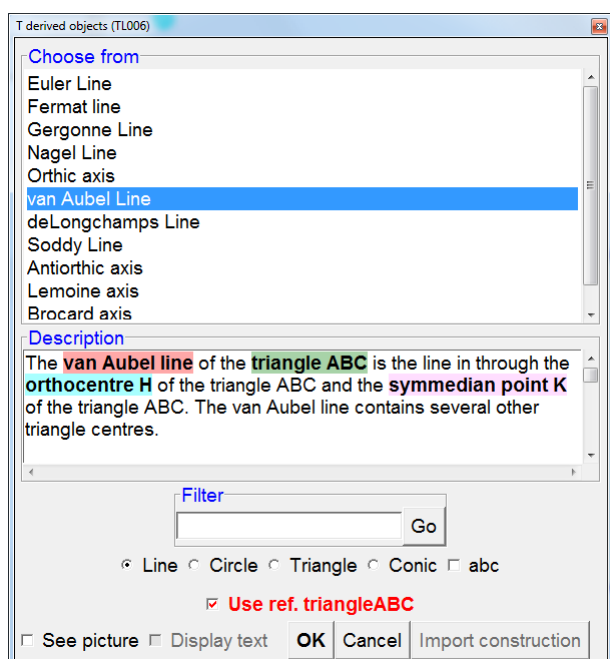 T derived objects (TL006)
Choose from
Euler Line
Fermat line
Gergonne Line
Nagel Line
Orthic axis
van Aubel Line
deLongchamps Line
Soddy Line
Antiorthic axis
Lemoine axis
Brocard axis
Description
The van Aubel line of the triangle ABC is the line in through the
orthocentre H of the triangle ABC and the symmedian point K
of the triangle ABC. The van Aubel line contains several other
triangle centres.
Filter
Go
Line Circle Triangle Conic abc
Use ref. triangleABC
See picture Display text OK Cancel Import construction